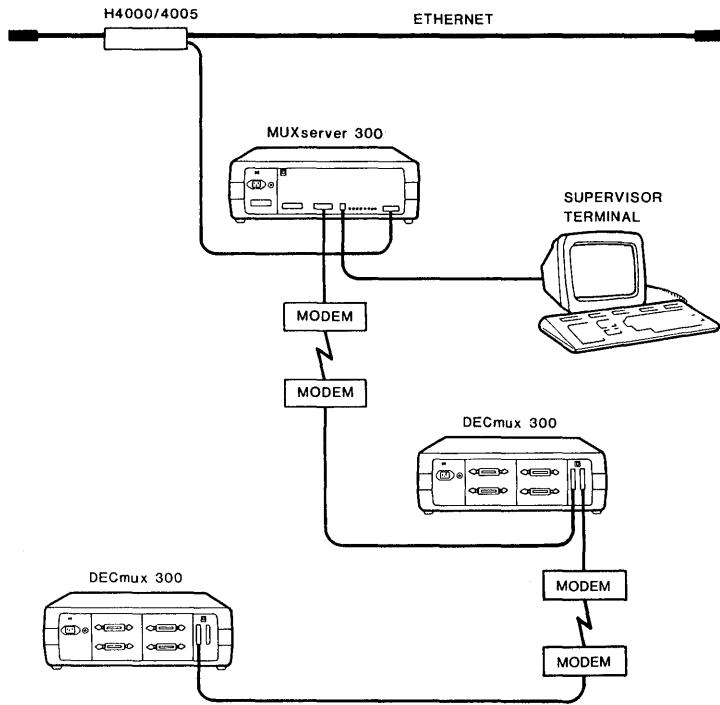 H4000/4005
ETHERNET
MUXserver 300
SUPERVISOR
TERMINAL
MODEM
MODEM
DECmux 300
DECmux 300
MODEM
MODEM